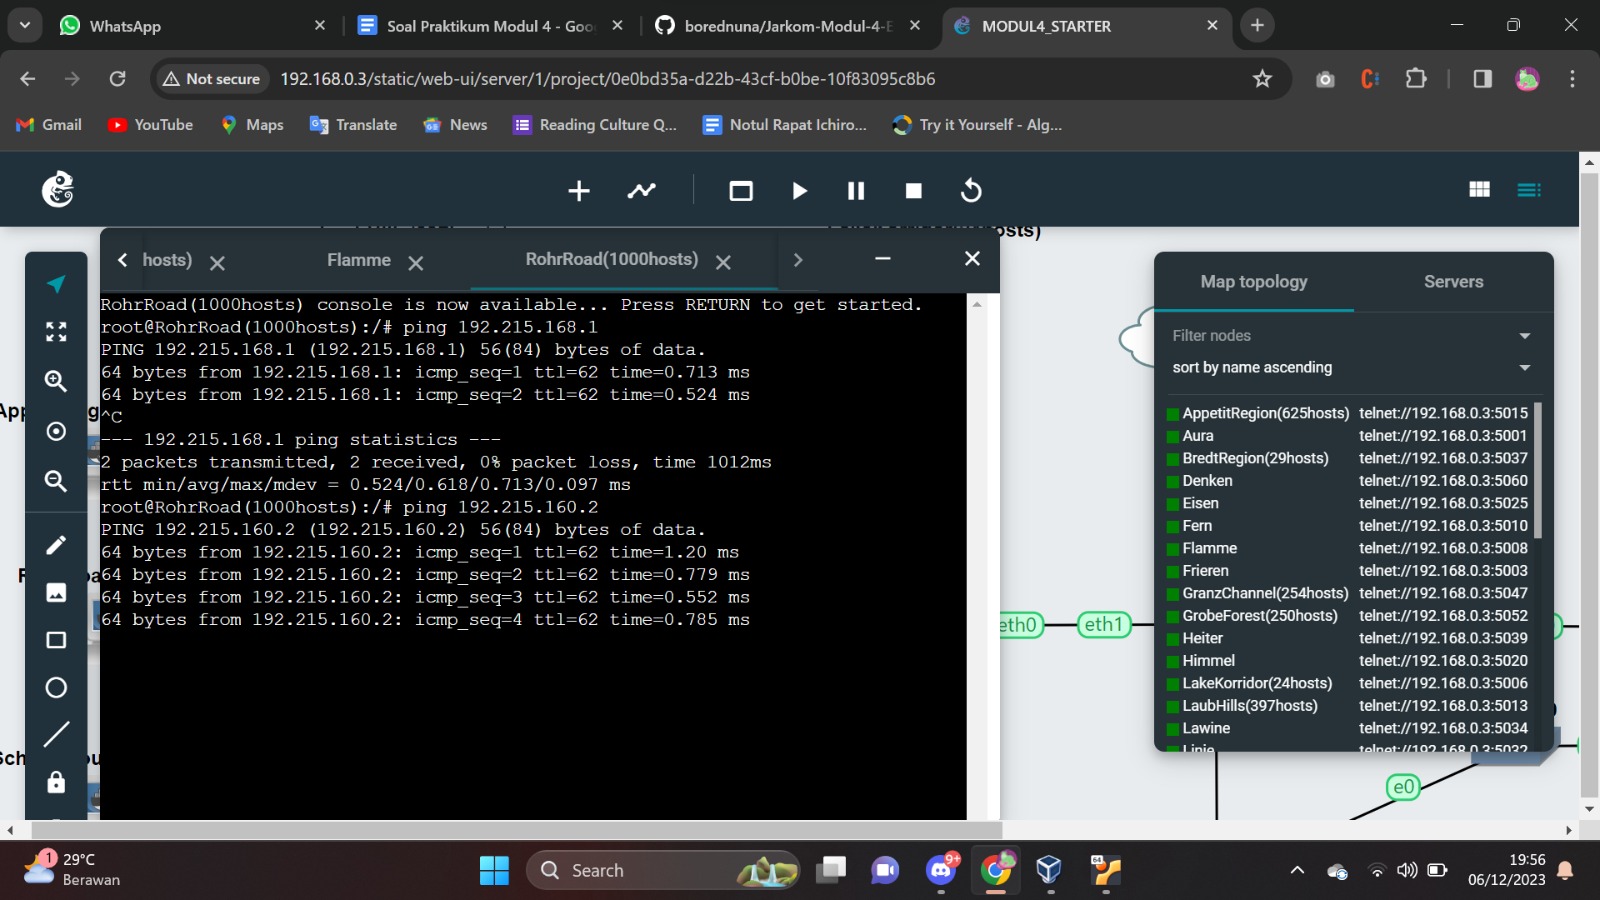 WhatsApp
Soal Praktikum Modul 4 - Goo
borednuna/Jarkom-Modul-4-E
MODUL4_STARTER
Not secure
192.168.0.3/static/web-ui/server/1/project/0e0bd35a-d22b-43cf-b0be-10f83095c8b6
Gmail
YouTube
Maps
Translate
News
Reading Culture Q...
Notul Rapat Ichiro...
Try it Yourself - Alg...
osts)
hosts)
Flamme
RohrRoad(1000hosts)
RohrRoad(1000hosts) console is now available... Press RETURN to get started.
root@RohrRoad(1000hosts):/# ping 192.215.168.1
PING 192.215.168.1 (192.215.168.1) 56(84) bytes of data.
64 bytes from 192.215.168.1: icmp_seq=1 ttl=62 time=0.713 ms
64 bytes from 192.215.168.1: icmp_seq=2 ttl=62 time=0.524 ms
^C
--- 192.215.168.1 ping statistics ---
2 packets transmitted, 2 received, 0% packet loss, time 1012ms
rtt min/avg/max/mdev = 0.524/0.618/0.713/0.097 ms
root@RohrRoad(1000hosts):/# ping 192.215.160.2
PING 192.215.160.2 (192.215.160.2) 56(84) bytes of data.
64 bytes from 192.215.160.2: icmp_seq=1 ttl=62 time=1.20 ms
64 bytes from 192.215.160.2: icmp_seq=2 ttl=62 time=0.779 ms
64 bytes from 192.215.160.2: icmp_seq=3 ttl=62 time=0.552 ms
64 bytes from 192.215.160.2: icmp_seq=4 ttl=62 time=0.785 ms
App
Sch
eth0
eth1
e0
Map topology
Servers
Filter nodes
sort by name ascending
AppetitRegion(625hosts) telnet://192.168.0.3:5015
Aura telnet://192.168.0.3:5001
BredtRegion(29hosts) telnet://192.168.0.3:5037
Denken telnet://192.168.0.3:5060
Eisen telnet://192.168.0.3:5025
Fern telnet://192.168.0.3:5010
Flamme telnet://192.168.0.3:5008
Frieren telnet://192.168.0.3:5003
GranzChannel(254hosts) telnet://192.168.0.3:5047
GrobeForest(250hosts) telnet://192.168.0.3:5052
Heiter telnet://192.168.0.3:5039
Himmel telnet://192.168.0.3:5020
LakeKorridor(24hosts) telnet://192.168.0.3:5006
LaubHills(397hosts) telnet://192.168.0.3:5013
Lawine telnet://192.168.0.3:5034
Linie telnet://192.168.0.3:5032
1
29°C
Berawan
Search
9+
64
19:56
06/12/2023